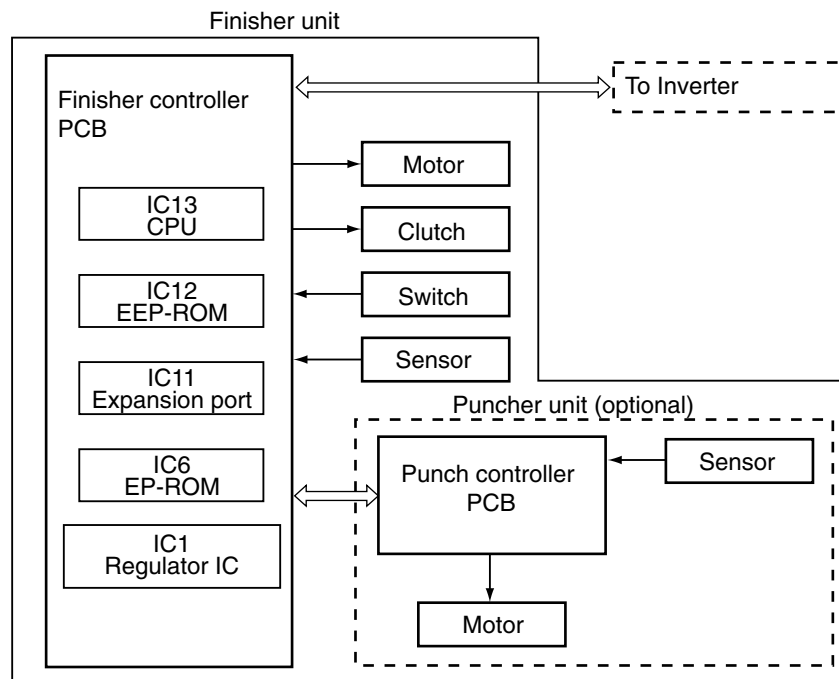 Finisher unit
Finisher controller
PCB
To Inverter
Motor
IC13
CPU
Clutch
IC12
EEP-ROM
Switch
IC11
Expansion port
Sensor
Puncher unit (optional)
IC6
EP-ROM
Punch controller
PCB
Sensor
IC1
Regulator IC
Motor